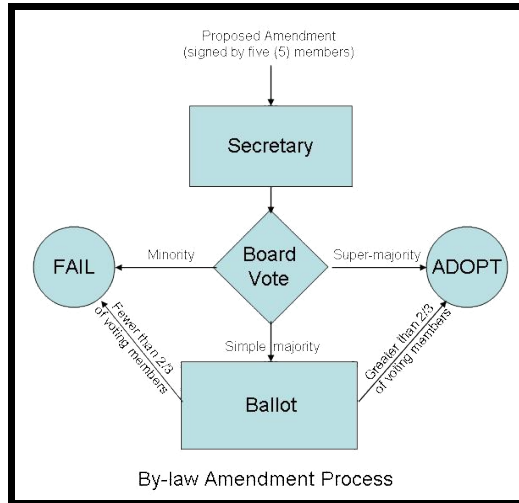 Proposed Amendment
(signed by five (5) members)
Secretary
FAIL
Minority
Board
Vote
Super-majority
ADOPT
Fewer than 2/3
of voting members
Simple majority
Greater than 2/3
of voting members
Ballot
By-law Amendment Process